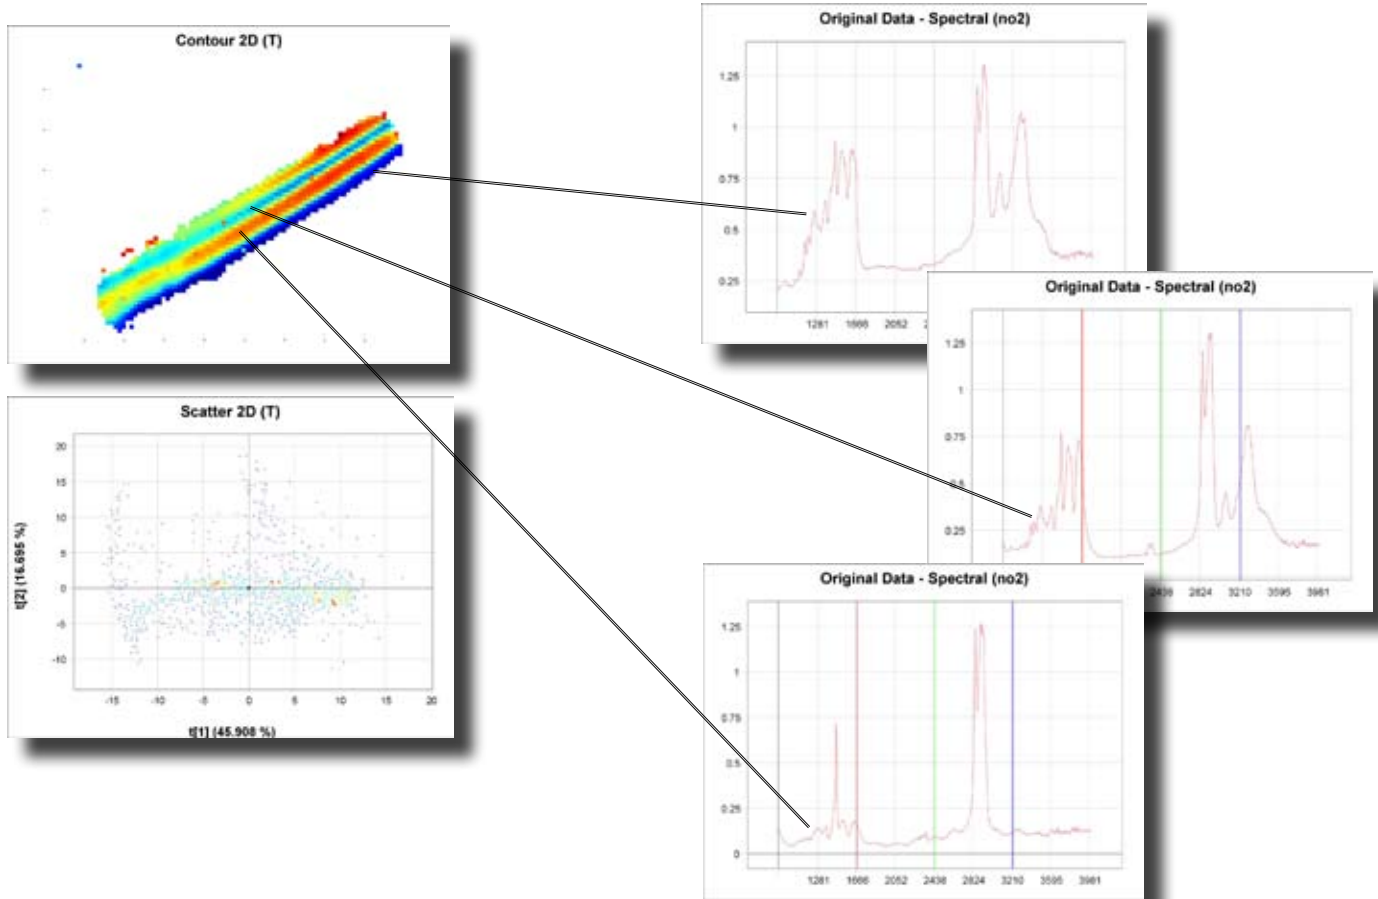 Contour 2D (T)
Original Data - Spectral (no2)
1.25
1
0.75
0.5
0.25
1281 1666 2052 2
Original Data - Spectral (no2)
1.25
1
0.75
0.5
0.25
2438 2824 3210 3595 3981
Scatter 2D (T)
20
15
10
5
0
-5
-10
-15 -10 -5 0 5 10 15 20
t[2] (16.695 %)
t[1] (45.908 %)
Original Data - Spectral (no2)
1.25
1
0.75
0.5
0.25
0
1281 1666 2052 2438 2824 3210 3595 3981